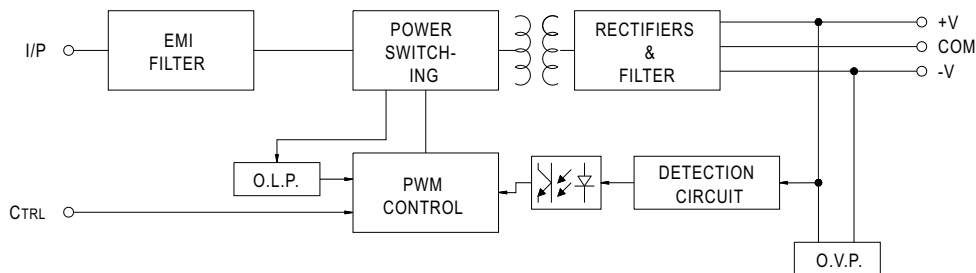 I/P
EMI
FILTER
POWER
SWITCH-
ING
RECTIFIERS
&
FILTER
+V
COM
-V
O.L.P.
PWM
CONTROL
DETECTION
CIRCUIT
CTRL
O.V.P.